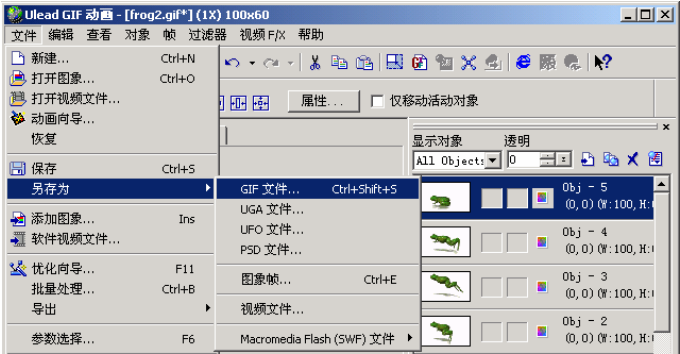 Ulead GIF 动画 - [frog2.gif*] (1X) 100x60
文件 编辑 查看 对象 帧 过滤器 视频 F/X 帮助
新建... Ctrl+N
打开图象... Ctrl+O
打开视频文件...
动画向导...
恢复
保存 Ctrl+S
另存为
添加图象... Ins
软件视频文件...
优化向导... F11
批量处理... Ctrl+B
导出
参数选择... F6
GIF 文件... Ctrl+Shift+S
UGA 文件...
UFO 文件...
PSD 文件...
图象帧... Ctrl+E
视频文件...
Macromedia Flash (SWF) 文件
属性... 仅移动活动对象
显示对象 透明
All Objects 0
Obj - 5
(0,0) (W:100, H:
Obj - 4
(0,0) (W:100, H:
Obj - 3
(0,0) (W:100, H:
Obj - 2
(0,0) (W:100, H: